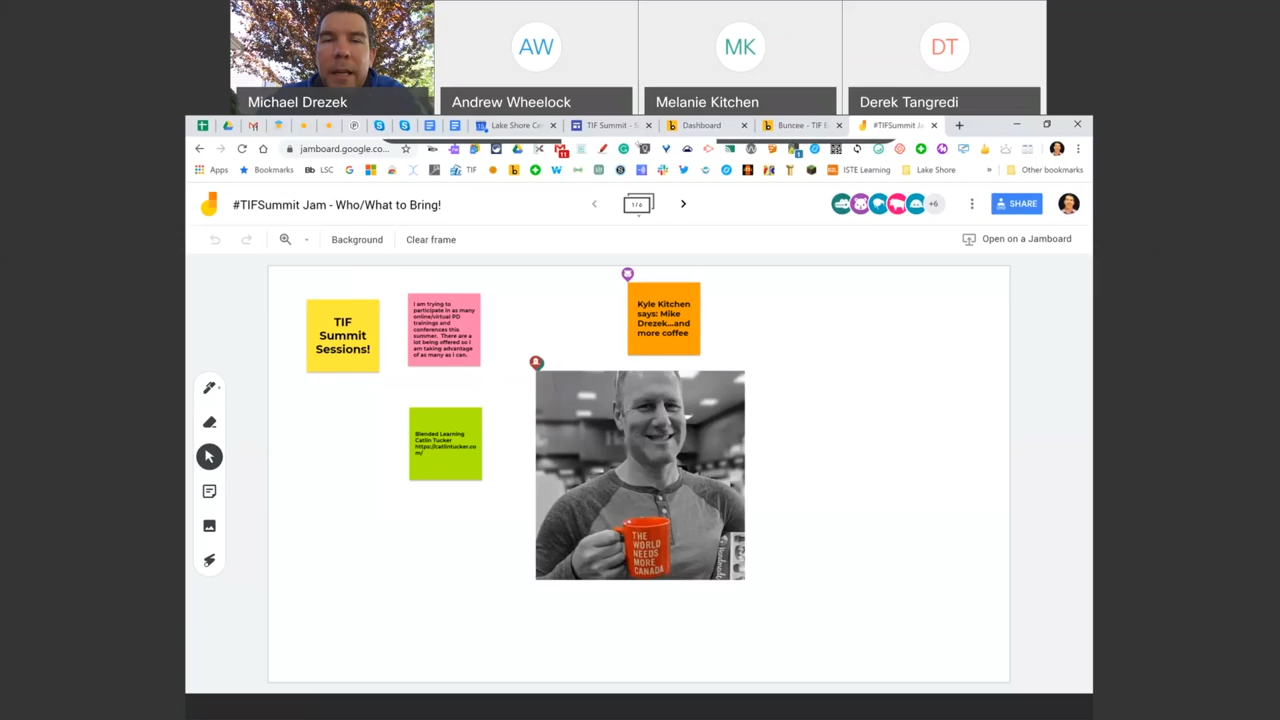 AW
MK
DT
Michael Drezek
Andrew Wheelock
Melanie Kitchen
Derek Tangredi
Lake Shore Ce
TIF Summit - S
Dashboard
Buncee - TIF E
#TIFSummit Ja
jamboard.google.co...
11
1
Apps
Bookmarks
Bb LSC
TIF
ISTE Learning
Lake Shore
»
Other bookmarks
#TIFSummit Jam - Who/What to Bring!
1/6
+6
SHARE
Background
Clear frame
Open on a Jamboard
TIF
Summit
Sessions!
I am trying to
participate in as many
online/virtual PD
trainings and
conferences this
summer. There are a
lot being offered so I
am taking advantage
of as many as I can.
Kyle Kitchen
says: Mike
Drezek...and
more coffee
Blended Learning
Catlin Tucker
https://catlintucker.co
m/
THE
WORLD
NEEDS
MORE
CANADA